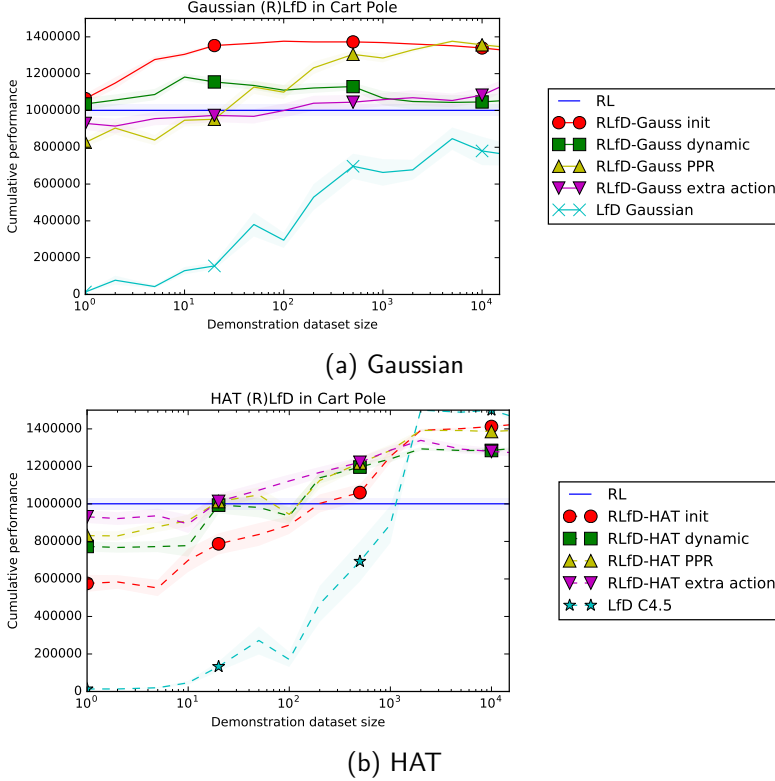 Gaussian (R)LfD in Cart Pole
1400000
1200000
1000000
800000
600000
400000
200000
0
Cumulative performance
10^0
10^1
10^2
10^3
10^4
Demonstration dataset size
RL
RLfD-Gauss init
RLfD-Gauss dynamic
RLfD-Gauss PPR
RLfD-Gauss extra action
LfD Gaussian
(a) Gaussian
HAT (R)LfD in Cart Pole
1400000
1200000
1000000
800000
600000
400000
200000
0
Cumulative performance
10^0
10^1
10^2
10^3
10^4
Demonstration dataset size
RL
RLfD-HAT init
RLfD-HAT dynamic
RLfD-HAT PPR
RLfD-HAT extra action
LfD C4.5
(b) HAT